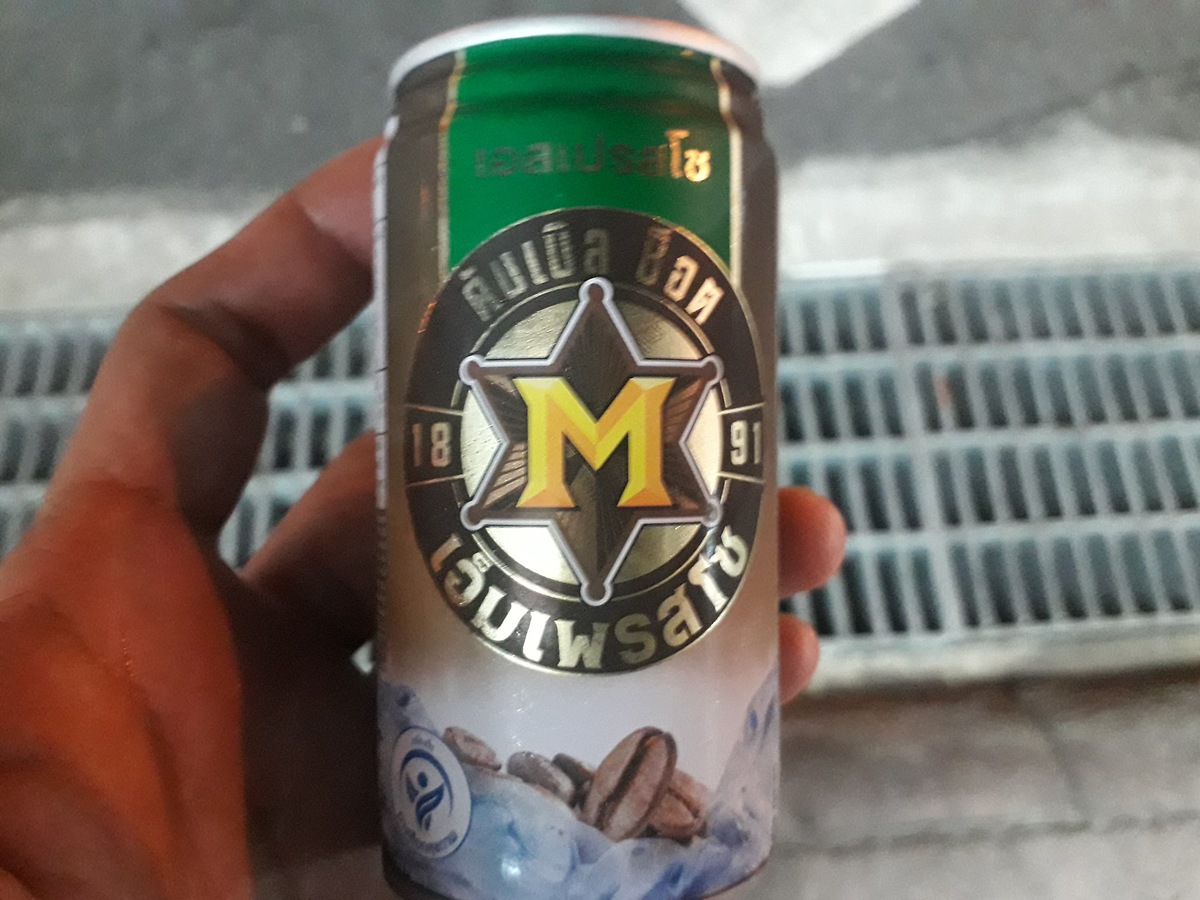 เอสเปรสโซ
ดับเบิ้ล ช็อต
M
18 91
เอ็มเพรสโซ